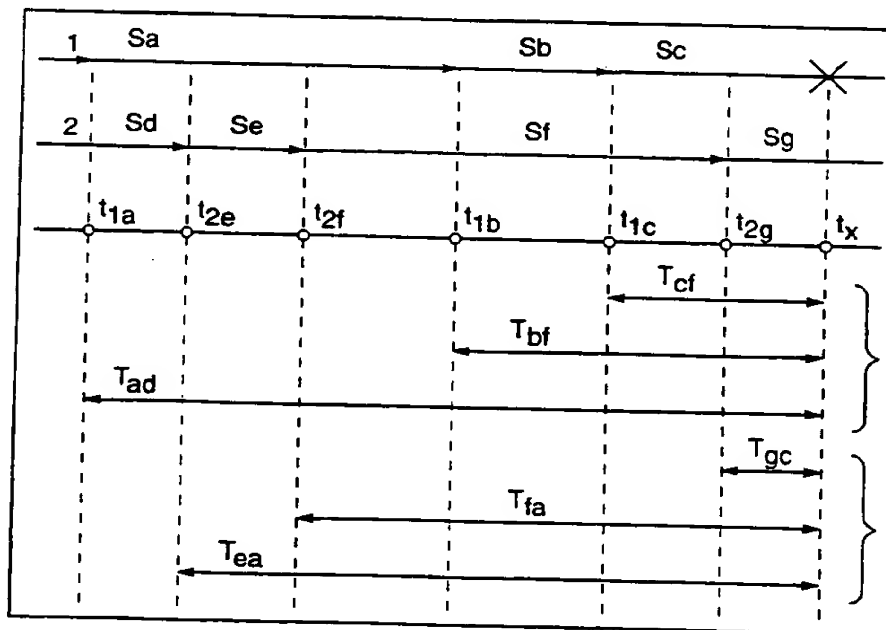 1 Sa Sb Sc
2 Sd Se Sf Sg
t1a t2e t2f t1b t1c t2g tx
Tcf
Tbf
Tad
Tgc
Tfa
Tea